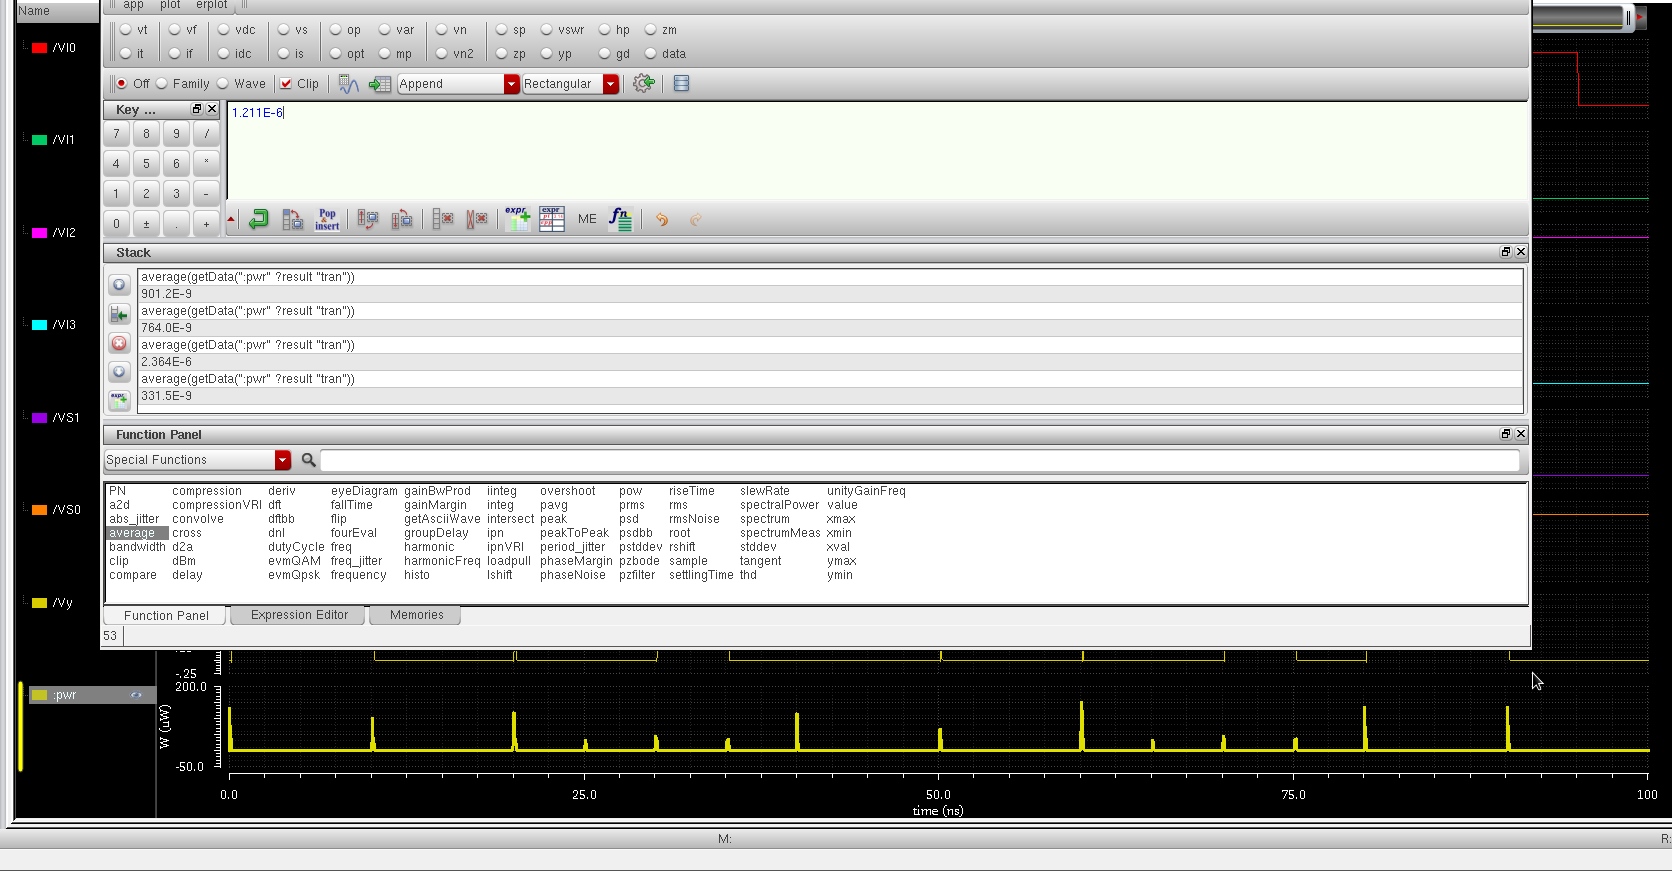 Name
app plot erplot
vt vf vdc vs op var vn sp vswr hp zm
it if idc is opt mp vn2 zp yp gd data
Off Family Wave Clip Append Rectangular
Key ...
1.211E-6
7 8 9 /
4 5 6 *
1 2 3 -
0 ± . +
expr Pop & insert expr ME fn
Stack
average(getData(":pwr" ?result "tran"))
901.2E-9
average(getData(":pwr" ?result "tran"))
764.0E-9
average(getData(":pwr" ?result "tran"))
2.364E-6
average(getData(":pwr" ?result "tran"))
331.5E-9
expr
Function Panel
Special Functions
PN compression deriv eyeDiagram gainBwProd iinteg overshoot pow riseTime slewRate unityGainFreq
a2d compressionVRI dft fallTime gainMargin integ pavg prms rms spectralPower value
abs_jitter convolve dftbb flip getAsciiWave intersect peak psd rmsNoise spectrum xmax
average cross dnl fourEval groupDelay ipn peakToPeak psdbb root spectrumMeas xmin
bandwidth d2a dutyCycle freq harmonic ipnVRI period_jitter pstddev rshift stddev xval
clip dBm evmQAM freq_jitter harmonicFreq loadpull phaseMargin pzbode sample tangent ymax
compare delay evmQpsk frequency histo lshift phaseNoise pzfilter settlingTime thd ymin
Function Panel Expression Editor Memories
53
/VI0
/VI1
/VI2
/VI3
/VS1
/VS0
/Vy
:pwr
-.25
200.0
W (uW)
-50.0
0.0 25.0 50.0 75.0 100
time (ns)
M:
R: